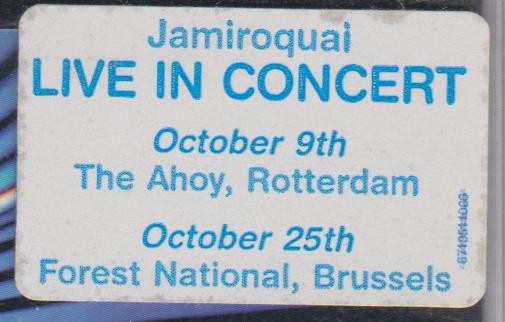 Jamiroquai
LIVE IN CONCERT
October 9th
The Ahoy, Rotterdam
October 25th
Forest National, Brussels